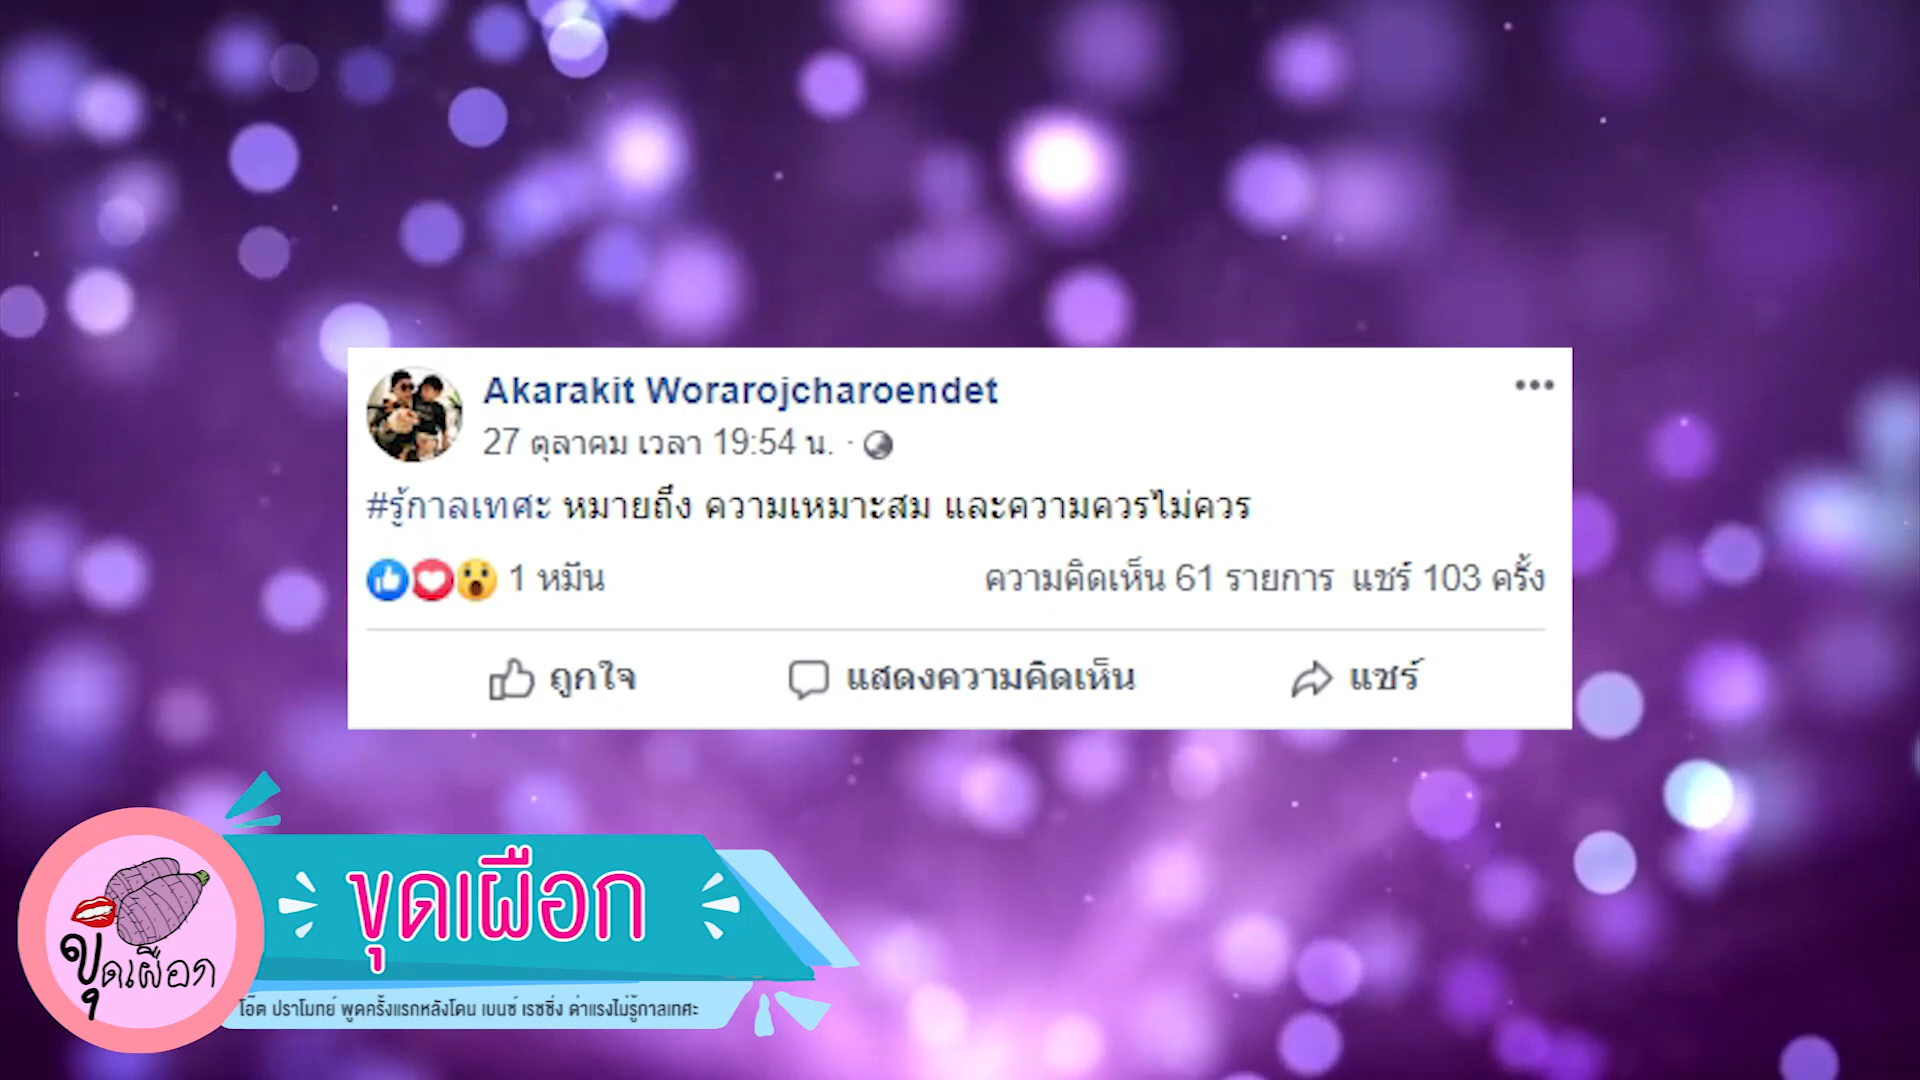 Akarakit Worarojcharoendet
27 ตุลาคม เวลา 19:54 น. ·
#รู้กาลเทศะ หมายถึง ความเหมาะสม และความควรไม่ควร
1 หมื่น
ความคิดเห็น 61 รายการ แชร์ 103 ครั้ง
ถูกใจ
แสดงความคิดเห็น
แชร์
ขุดเผือก
ขุดเผือก
โอ๊ต ปราโมทย์ พูดครั้งแรกหลังโดน เบนซ์ เรซซิ่ง ด่าแรงไม่รู้กาลเทศะ